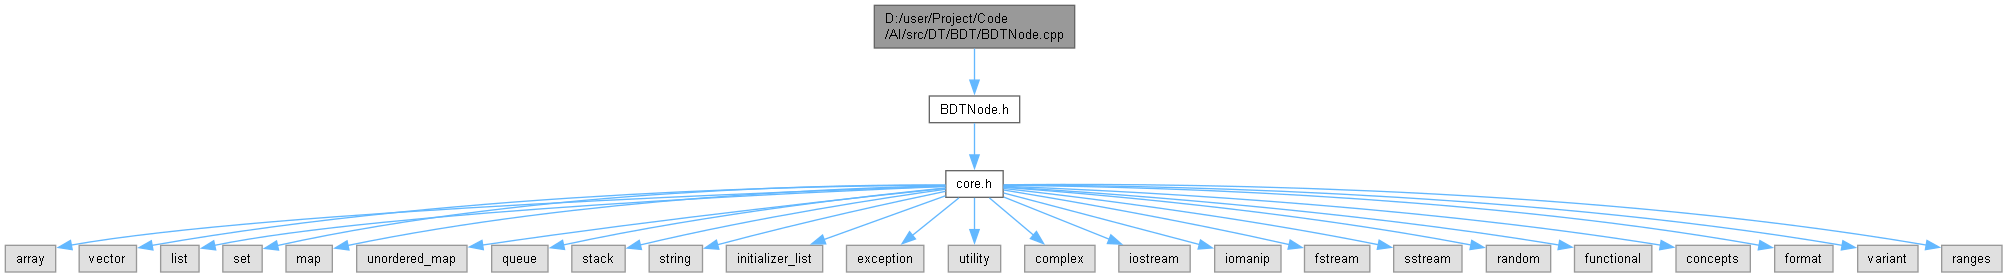 D:/user/Project/Code
/AI/src/DT/BDT/BDTNode.cpp
BDTNode.h
core.h
array
vector
list
set
map
unordered_map
queue
stack
string
initializer_list
exception
utility
complex
iostream
iomanip
fstream
sstream
random
functional
concepts
format
variant
ranges